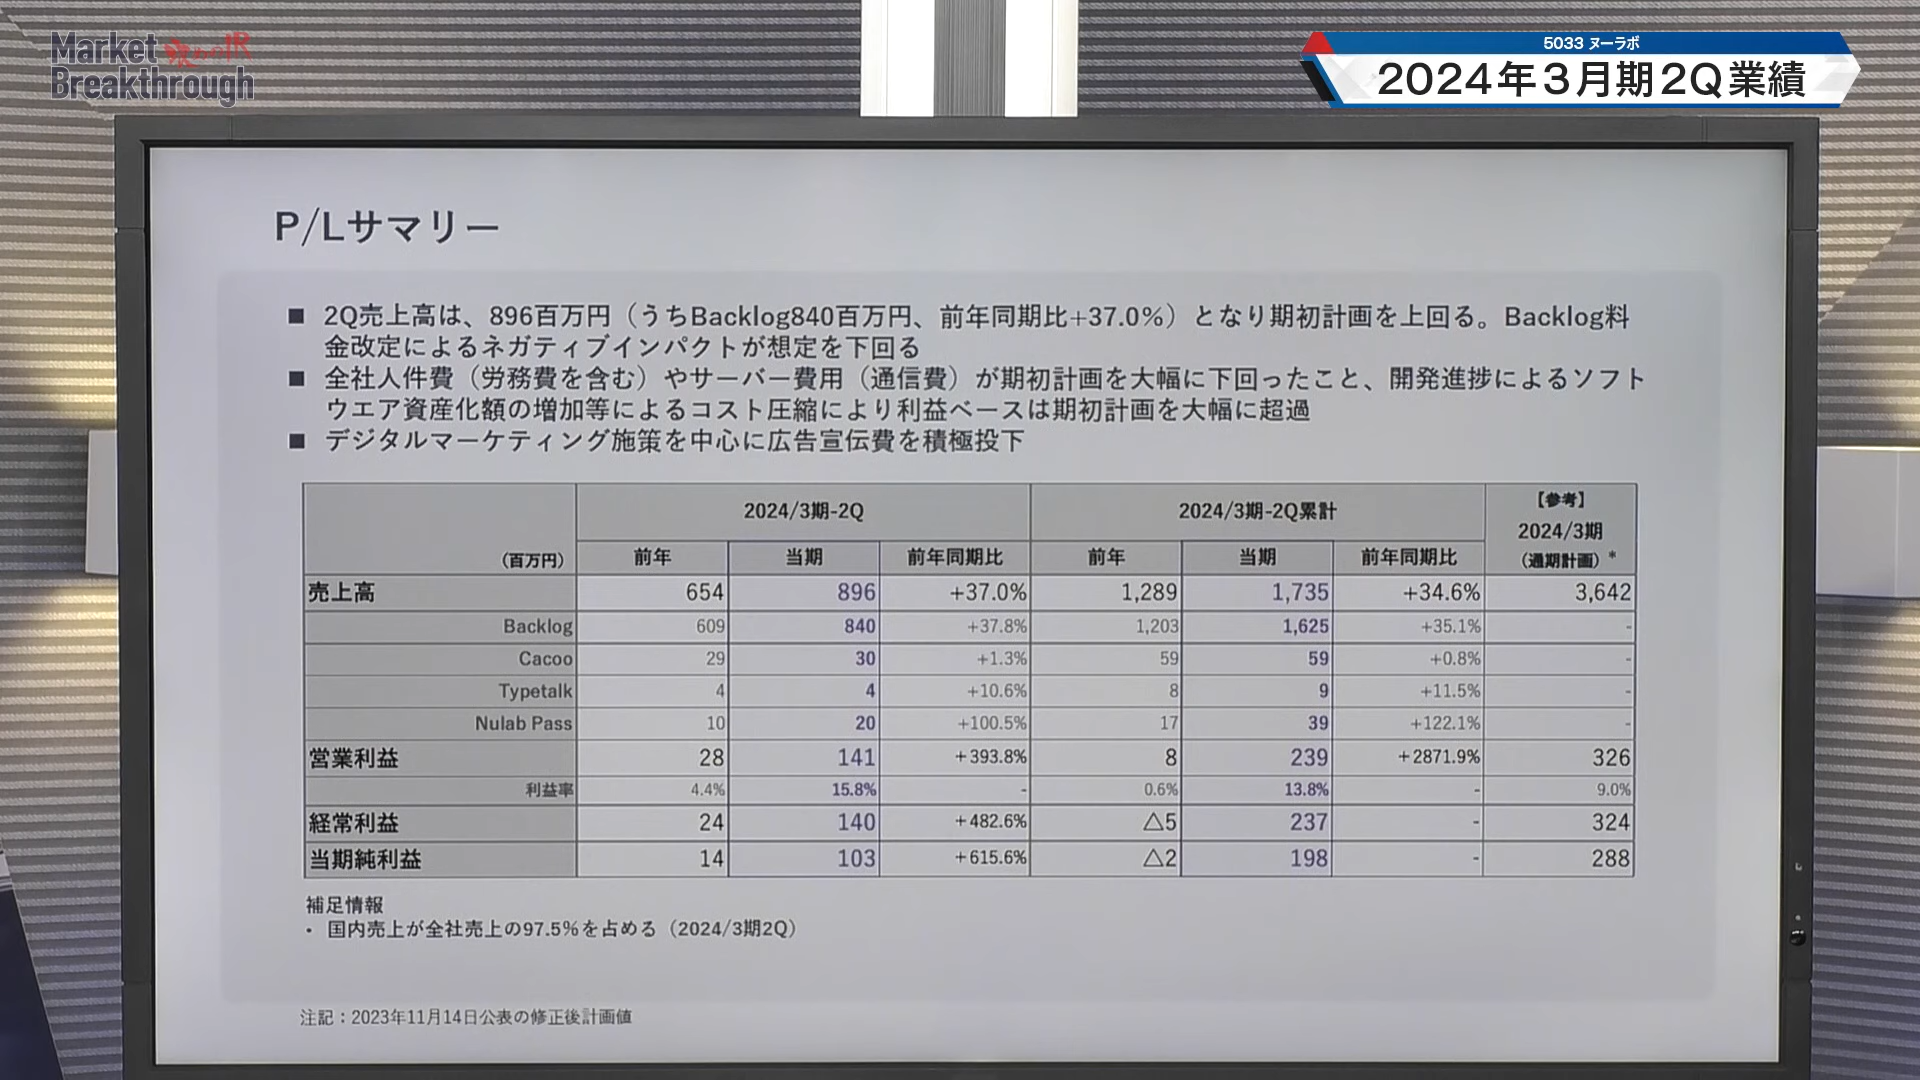 Market
Breakthrough
5033 ヌーラボ
2024年3月期2Q業績
P/Lサマリー
■ 2Q売上高は、896百万円（うちBacklog840百万円、前年同期比+37.0%）となり期初計画を上回る。Backlog料
金改定によるネガティブインパクトが想定を下回る
■ 全社人件費（労務費を含む）やサーバー費用（通信費）が期初計画を大幅に下回ったこと、開発進捗によるソフト
ウエア資産化額の増加等によるコスト圧縮により利益ベースは期初計画を大幅に超過
■ デジタルマーケティング施策を中心に広告宣伝費を積極投下
（百万円） 2024/3期-2Q 2024/3期-2Q累計 【参考】
2024/3期
（通期計画）*
前年 当期 前年同期比 前年 当期 前年同期比
売上高 654 896 +37.0% 1,289 1,735 +34.6% 3,642
Backlog 609 840 +37.8% 1,203 1,625 +35.1% -
Cacoo 29 30 +1.3% 59 59 +0.8% -
Typetalk 4 4 +10.6% 8 9 +11.5% -
Nulab Pass 10 20 +100.5% 17 39 +122.1% -
営業利益 28 141 +393.8% 8 239 +2871.9% 326
利益率 4.4% 15.8% - 0.6% 13.8% - 9.0%
経常利益 24 140 +482.6% △5 237 - 324
当期純利益 14 103 +615.6% △2 198 - 288
補足情報
・ 国内売上が全社売上の97.5%を占める（2024/3期2Q）
注記：2023年11月14日公表の修正後計画値